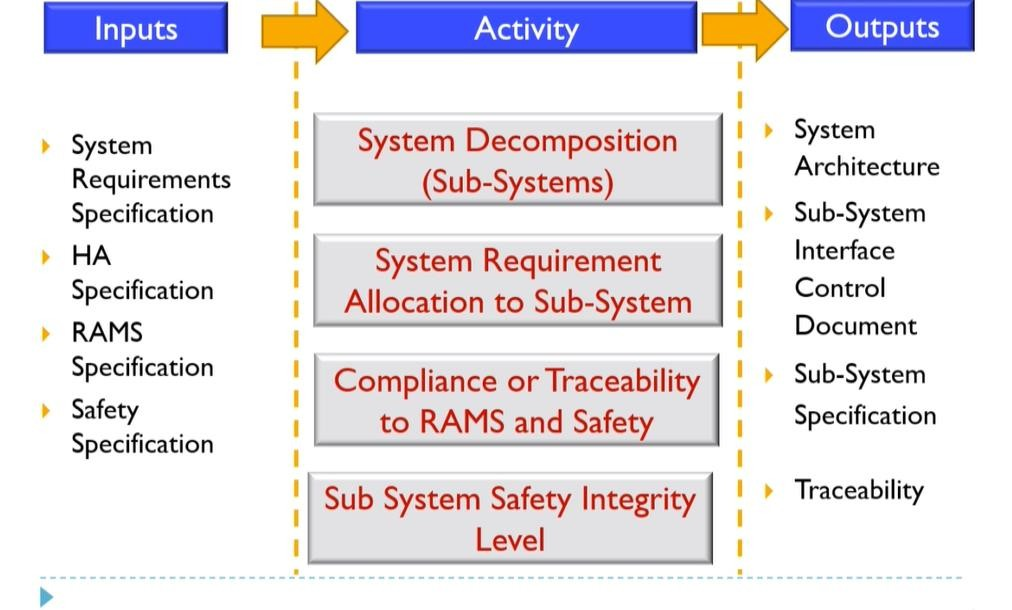 Inputs
Activity
Outputs
System
Requirements
Specification
HA
Specification
RAMS
Specification
Safety
Specification
System Decomposition
(Sub-Systems)
System Requirement
Allocation to Sub-System
Compliance or Traceability
to RAMS and Safety
Sub System Safety Integrity
Level
System
Architecture
Sub-System
Interface
Control
Document
Sub-System
Specification
Traceability